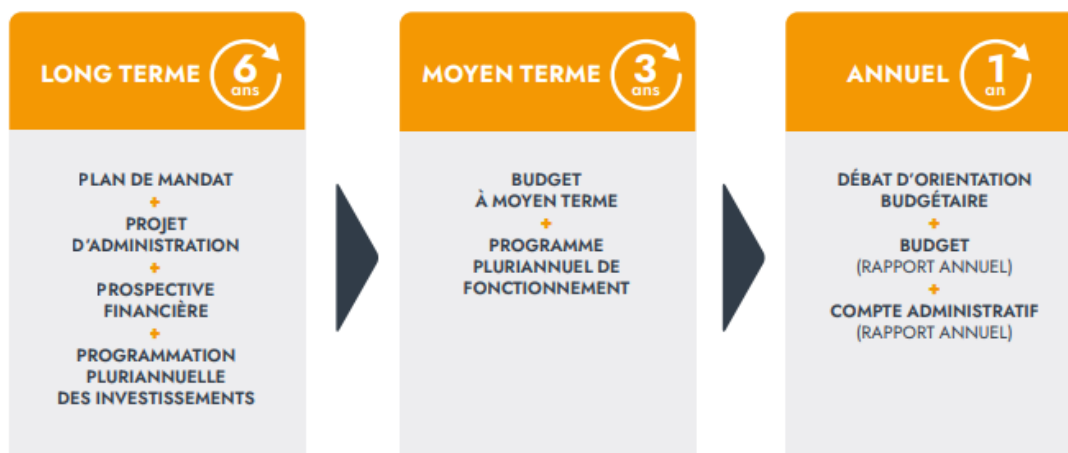 LONG TERME 6 ans
PLAN DE MANDAT
+
PROJET
D'ADMINISTRATION
+
PROSPECTIVE
FINANCIÈRE
+
PROGRAMMATION
PLURIANNUELLE
DES INVESTISSEMENTS
MOYEN TERME 3 ans
BUDGET
À MOYEN TERME
+
PROGRAMME
PLURIANNUEL DE
FONCTIONNEMENT
ANNUEL 1 an
DÉBAT D'ORIENTATION
BUDGÉTAIRE
+
BUDGET
(RAPPORT ANNUEL)
+
COMPTE ADMINISTRATIF
(RAPPORT ANNUEL)